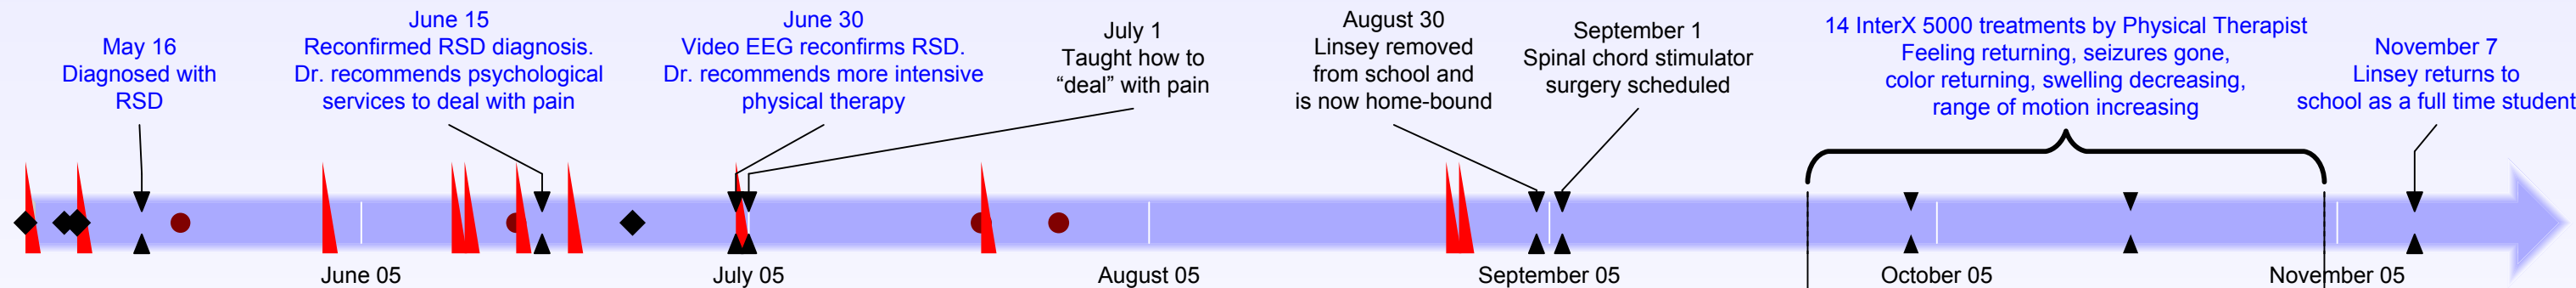 May 16
Diagnosed with
RSD
June 15
Reconfirmed RSD diagnosis.
Dr. recommends psychological
services to deal with pain
June 30
Video EEG reconfirms RSD.
Dr. recommends more intensive
physical therapy
July 1
Taught how to
“deal” with pain
August 30
Linsey removed
from school and
is now home-bound
September 1
Spinal chord stimulator
surgery scheduled
14 InterX 5000 treatments by Physical Therapist
Feeling returning, seizures gone,
color returning, swelling decreasing,
range of motion increasing
November 7
Linsey returns to
school as a full time student
June 05
July 05
August 05
September 05
October 05
November 05